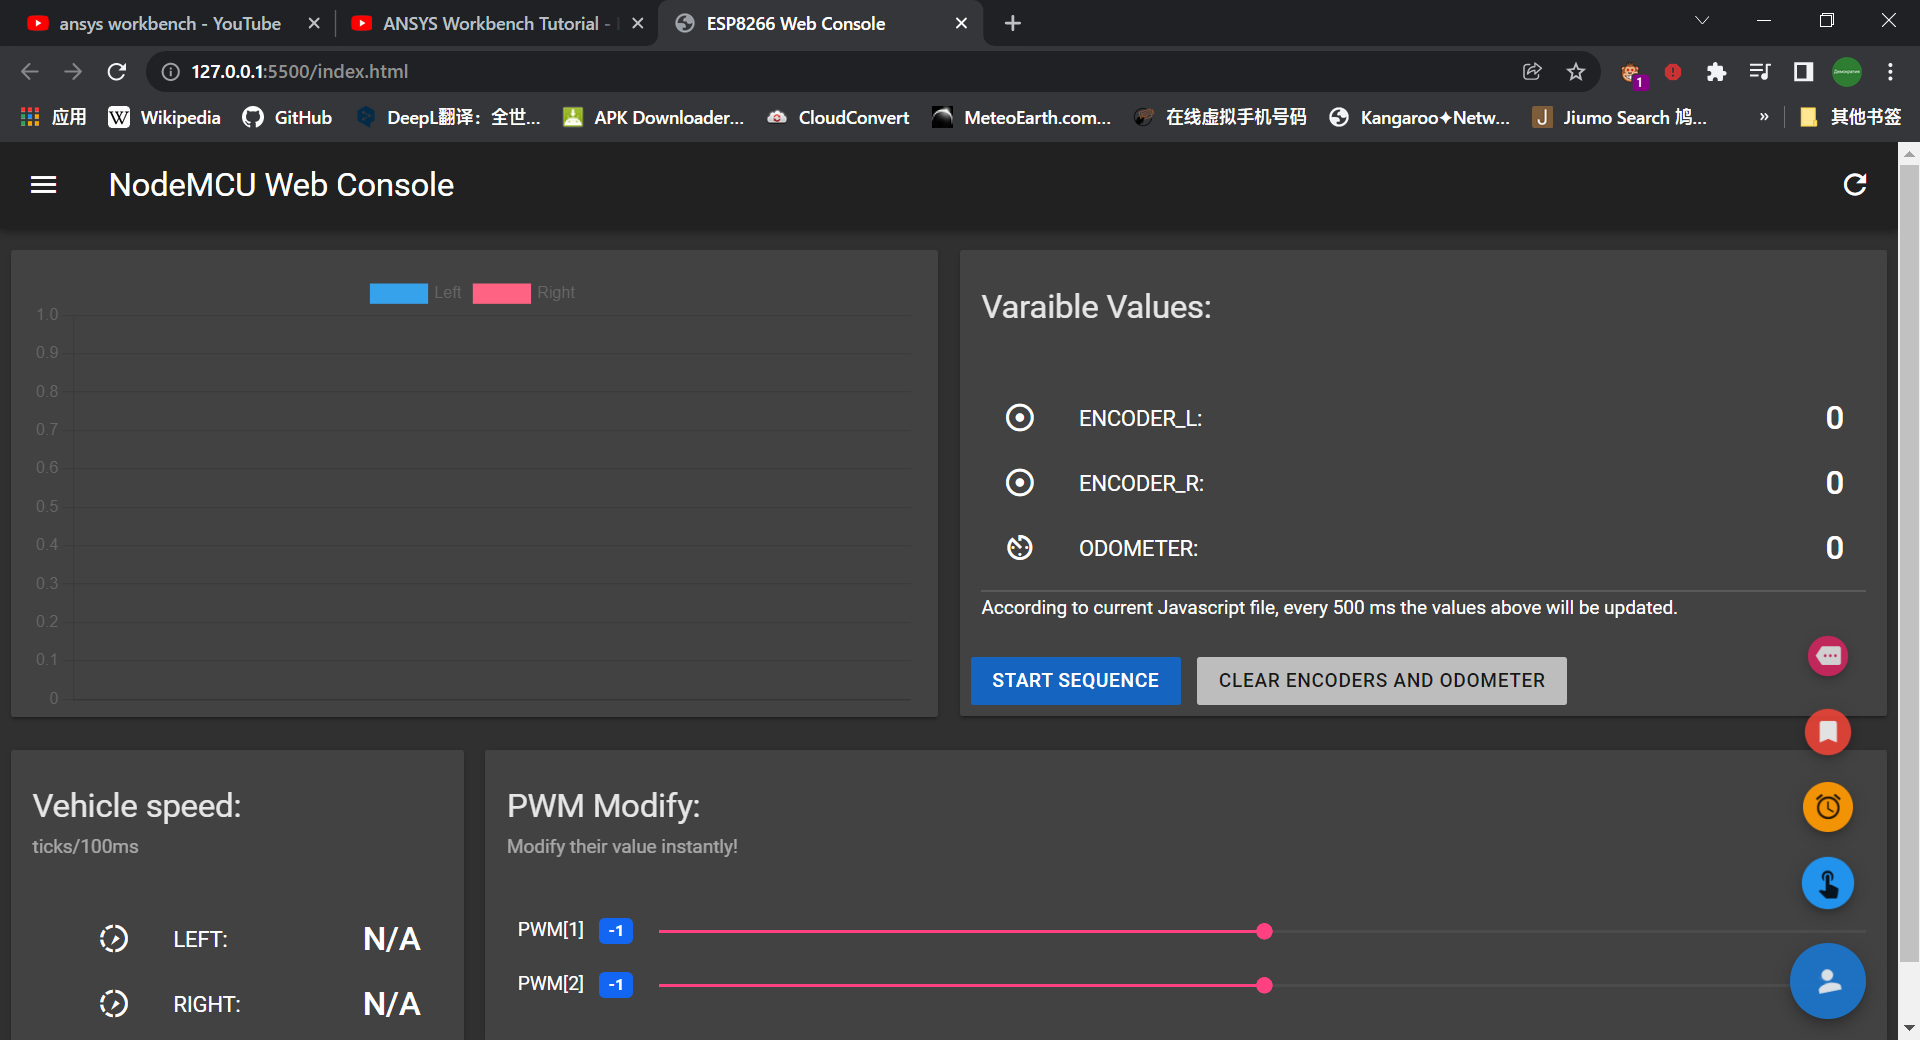 ansys workbench - YouTube
ANSYS Workbench Tutorial -
ESP8266 Web Console
127.0.0.1:5500/index.html
1
应用
Wikipedia
GitHub
DeepL翻译：全世...
APK Downloader...
CloudConvert
MeteoEarth.com...
在线虚拟手机号码
Kangaroo✦Netw...
Jiumo Search 鸠...
»
其他书签
NodeMCU Web Console
Left
Right
1.0
0.9
0.8
0.7
0.6
0.5
0.4
0.3
0.2
0.1
0
Varaible Values:
ENCODER_L: 0
ENCODER_R: 0
ODOMETER: 0
According to current Javascript file, every 500 ms the values above will be updated.
START SEQUENCE
CLEAR ENCODERS AND ODOMETER
Vehicle speed:
ticks/100ms
LEFT: N/A
RIGHT: N/A
PWM Modify:
Modify their value instantly!
PWM[1] -1
PWM[2] -1